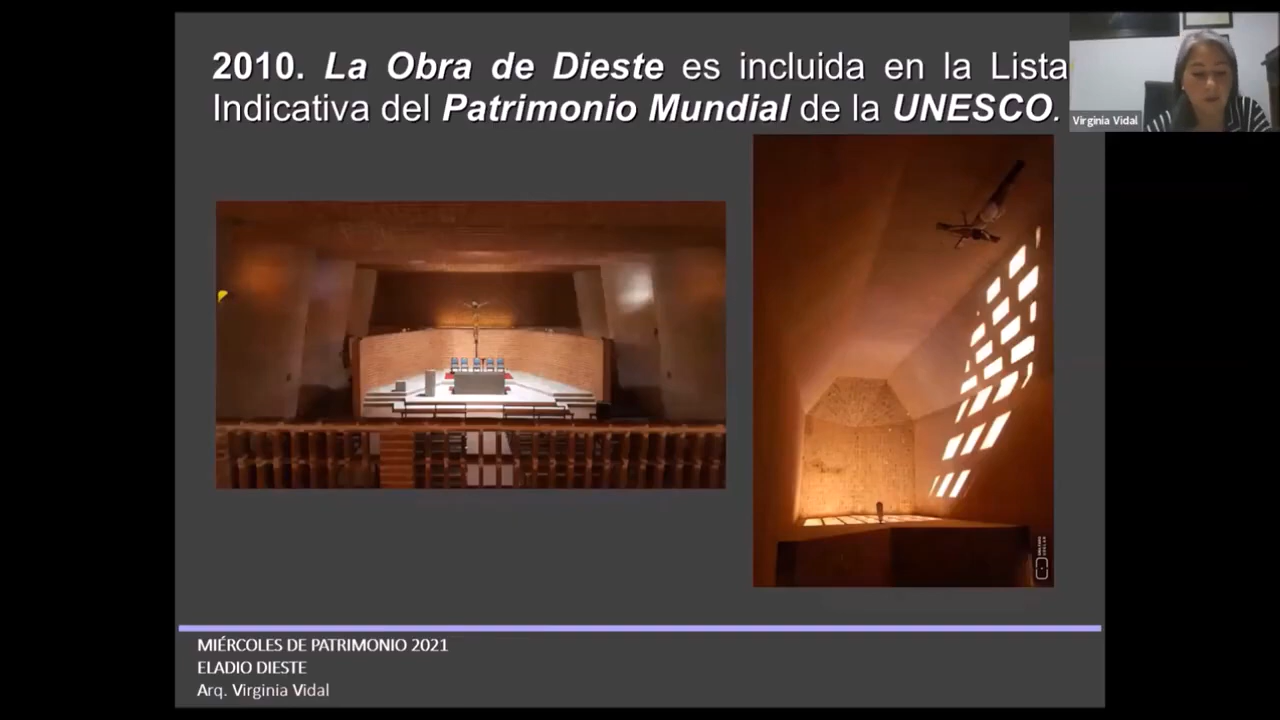 2010. La Obra de Dieste es incluida en la Lista
Indicativa del Patrimonio Mundial de la UNESCO.
Virginia Vidal
MIÉRCOLES DE PATRIMONIO 2021
ELADIO DIESTE
Arq. Virginia Vidal